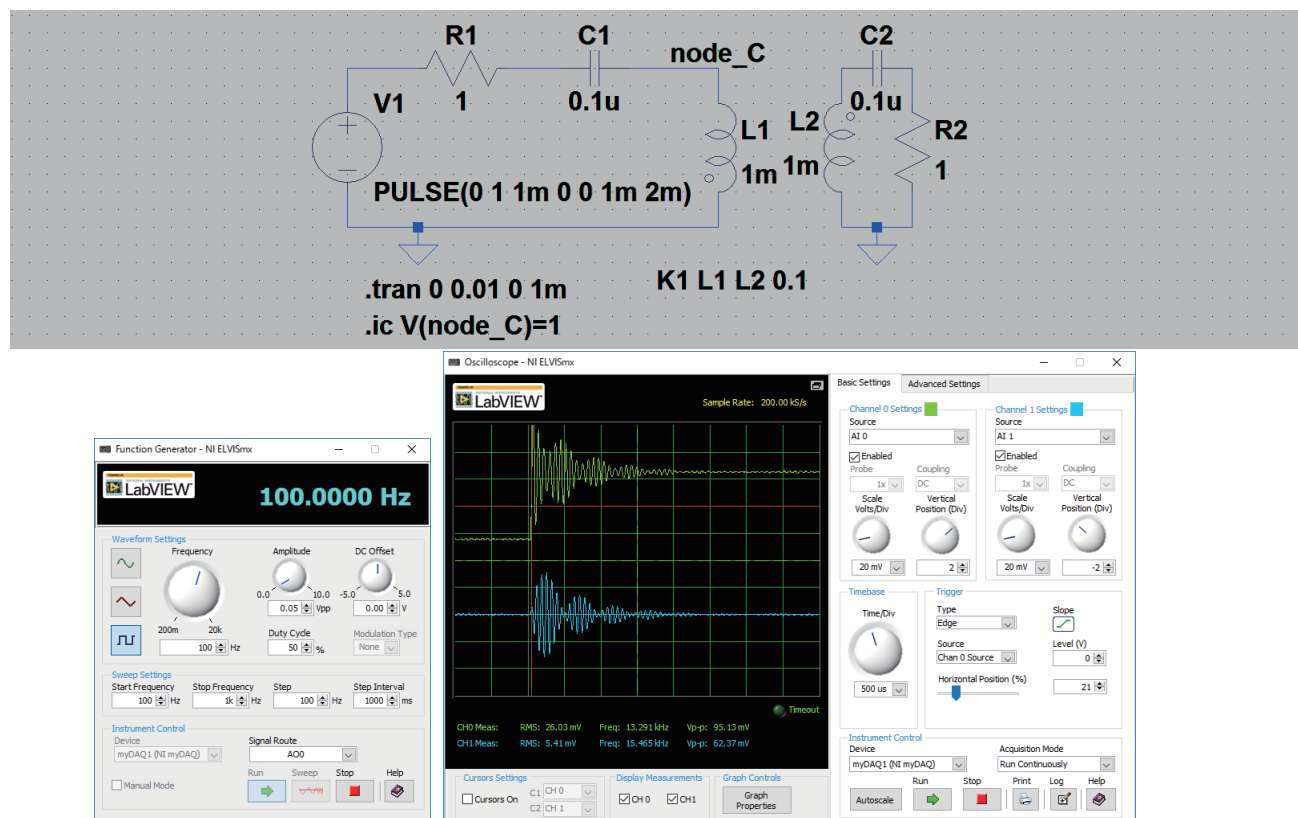 R1
C1
C2
node_C
V1
1
0.1u
0.1u
L1
L2
R2
1m
1m
1
PULSE(0 1 1m 0 0 1m 2m)
.tran 0 0.01 0 1m
K1 L1 L2 0.1
.ic V(node_C)=1
Function Generator - NI ELVISmx
LabVIEW
100.0000 Hz
Waveform Settings
Frequency
Amplitude
DC Offset
0.0
10.0
-5.0
5.0
0.05 Vpp
0.00 V
200m
20k
100 Hz
Duty Cycle
50 %
Modulation Type
None
Sweep Settings
Start Frequency
Stop Frequency
Step
Step Interval
100 Hz
1k Hz
100 Hz
1000 ms
Instrument Control
Device
Signal Route
myDAQ1 (NI myDAQ)
AO0
Manual Mode
Run
Sweep
Stop
Help
Oscilloscope - NI ELVISmx
LabVIEW
Sample Rate: 200.00 kS/s
Timeout
CH0 Meas: RMS: 26.03 mV Freq: 13.291 kHz Vp-p: 95.13 mV
CH1 Meas: RMS: 5.41 mV Freq: 15.465 kHz Vp-p: 62.37 mV
Cursors Settings
Cursors On
C1 CH 0
C2 CH 1
Display Measurements
CH 0
CH1
Graph Controls
Graph
Properties
Basic Settings
Advanced Settings
Channel 0 Settings
Source
AI 0
Enabled
Probe
Coupling
1x
DC
Scale
Volts/Div
Vertical
Position (Div)
20 mV
2
Channel 1 Settings
Source
AI 1
Enabled
Probe
Coupling
1x
DC
Scale
Volts/Div
Vertical
Position (Div)
20 mV
-2
Timebase
Time/Div
500 us
Trigger
Type
Edge
Slope
Source
Chan 0 Source
Level (V)
0
Horizontal Position (%)
21
Instrument Control
Device
Acquisition Mode
myDAQ1 (NI myDAQ)
Run Continuously
Run
Stop
Print
Log
Help
Autoscale